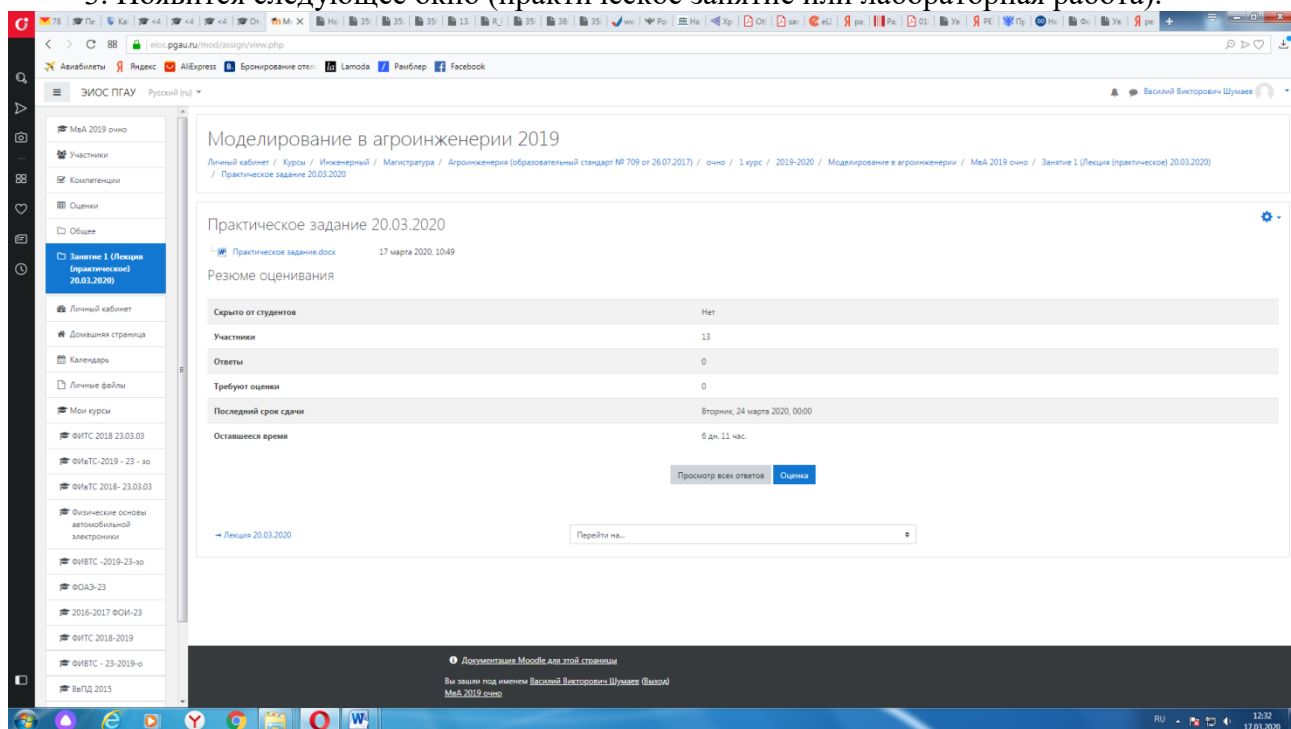 3. Появится следующее окно (практическое занятие или лабораторная работа):
eios.pgau.ru/mod/assign/view.php
Авиабилеты Яндекс AliExpress Бронирование отел Lamoda Рамблер Facebook
ЭИОС ПГАУ Русский (ru)
Василий Викторович Шумаев
МвА 2019 очно
Участники
Компетенции
Оценки
Общее
Занятие 1 (Лекция
(практическое)
20.03.2020)
Личный кабинет
Домашняя страница
Календарь
Личные файлы
Мои курсы
ФИТС 2018 23.03.03
ФИвТС-2019 - 23 - зо
ФИвТС 2018- 23.03.03
Физические основы
автомобильной
электроники
ФИВТС -2019-23-зо
ФОАЭ-23
2016-2017 ФОИ-23
ФИТС 2018-2019
ФИВТС - 23-2019-о
ВвПД 2015
Моделирование в агроинженерии 2019
Личный кабинет / Курсы / Инженерный / Магистратура / Агроинженерия (образовательный стандарт № 709 от 26.07.2017) / очно / 1 курс / 2019-2020 / Моделирование в агроинженерии / МвА 2019 очно / Занятие 1 (Лекция (практическое) 20.03.2020)
/ Практическое задание 20.03.2020
Практическое задание 20.03.2020
Практическое задание.docx 17 марта 2020, 10:49
Резюме оценивания
Скрыто от студентов Нет
Участники 13
Ответы 0
Требуют оценки 0
Последний срок сдачи Вторник, 24 марта 2020, 00:00
Оставшееся время 6 дн. 11 час.
Просмотр всех ответов Оценка
→ Лекция 20.03.2020 Перейти на...
Документация Moodle для этой страницы
Вы зашли под именем Василий Викторович Шумаев (Выход)
МвА 2019 очно
RU 12:32
17.03.2020